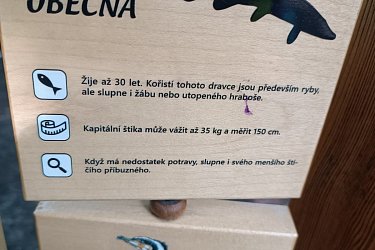 OBECNÁ
Žije až 30 let. Kořistí tohoto dravce jsou především ryby,
ale slupne i žábu nebo utopeného hraboše.
Kapitální štika může vážit až 35 kg a měřit 150 cm.
Když má nedostatek potravy, slupne i svého menšího šti-
čího příbuzného.